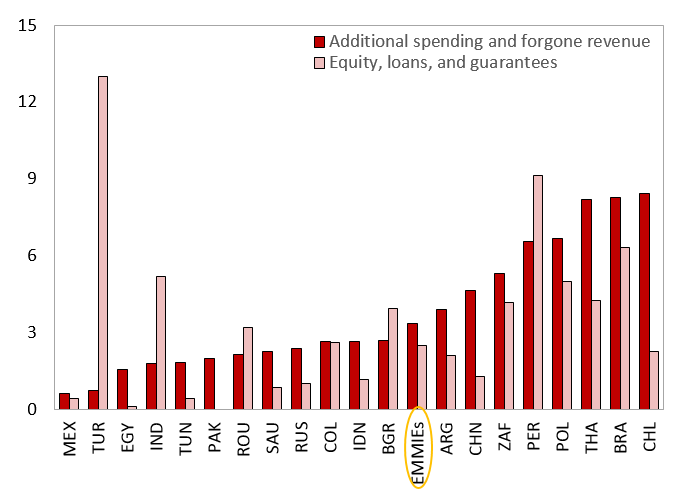 15
12
9
6
3
0
Additional spending and forgone revenue
Equity, loans, and guarantees
MEX
TUR
EGY
IND
TUN
PAK
ROU
SAU
RUS
COL
IDN
BGR
EMMIEs
ARG
CHN
ZAF
PER
POL
THA
BRA
CHL